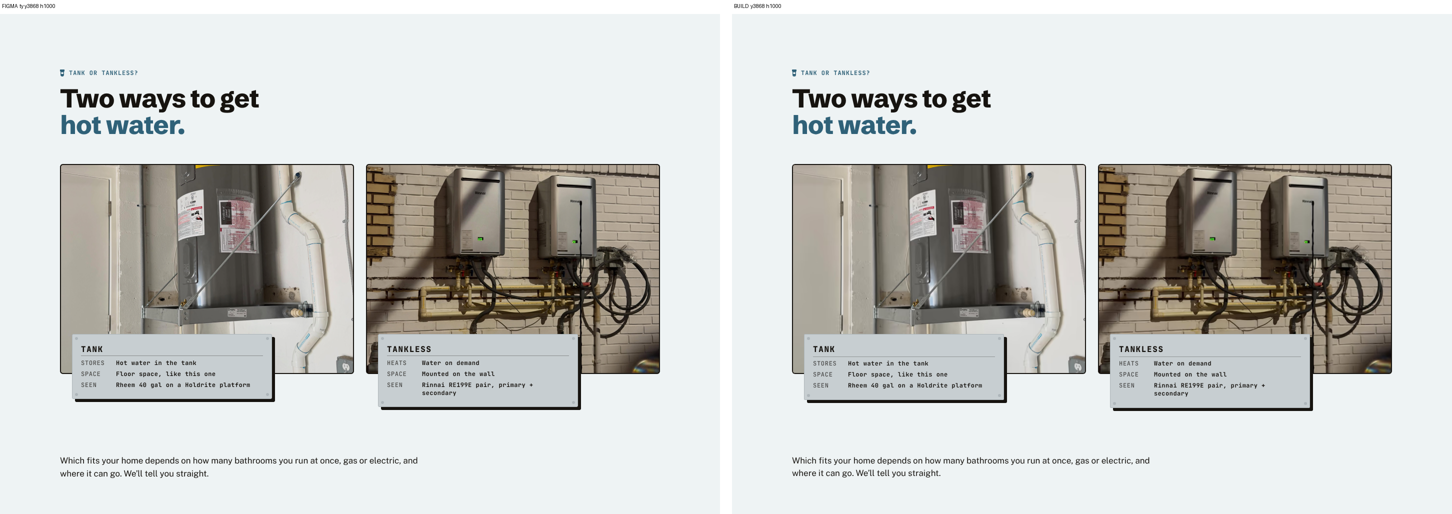 FIGMA ty y3868 h1000
TANK OR TANKLESS?
Two ways to get
hot water.
TANK
STORES Hot water in the tank
SPACE Floor space, like this one
SEEN Rheem 40 gal on a Holdrite platform
TANKLESS
HEATS Water on demand
SPACE Mounted on the wall
SEEN Rinnai RE199E pair, primary +
secondary
Which fits your home depends on how many bathrooms you run at once, gas or electric, and
where it can go. We'll tell you straight.
BUILD y3868 h1000
TANK OR TANKLESS?
Two ways to get
hot water.
TANK
STORES Hot water in the tank
SPACE Floor space, like this one
SEEN Rheem 40 gal on a Holdrite platform
TANKLESS
HEATS Water on demand
SPACE Mounted on the wall
SEEN Rinnai RE199E pair, primary +
secondary
Which fits your home depends on how many bathrooms you run at once, gas or electric, and
where it can go. We'll tell you straight.